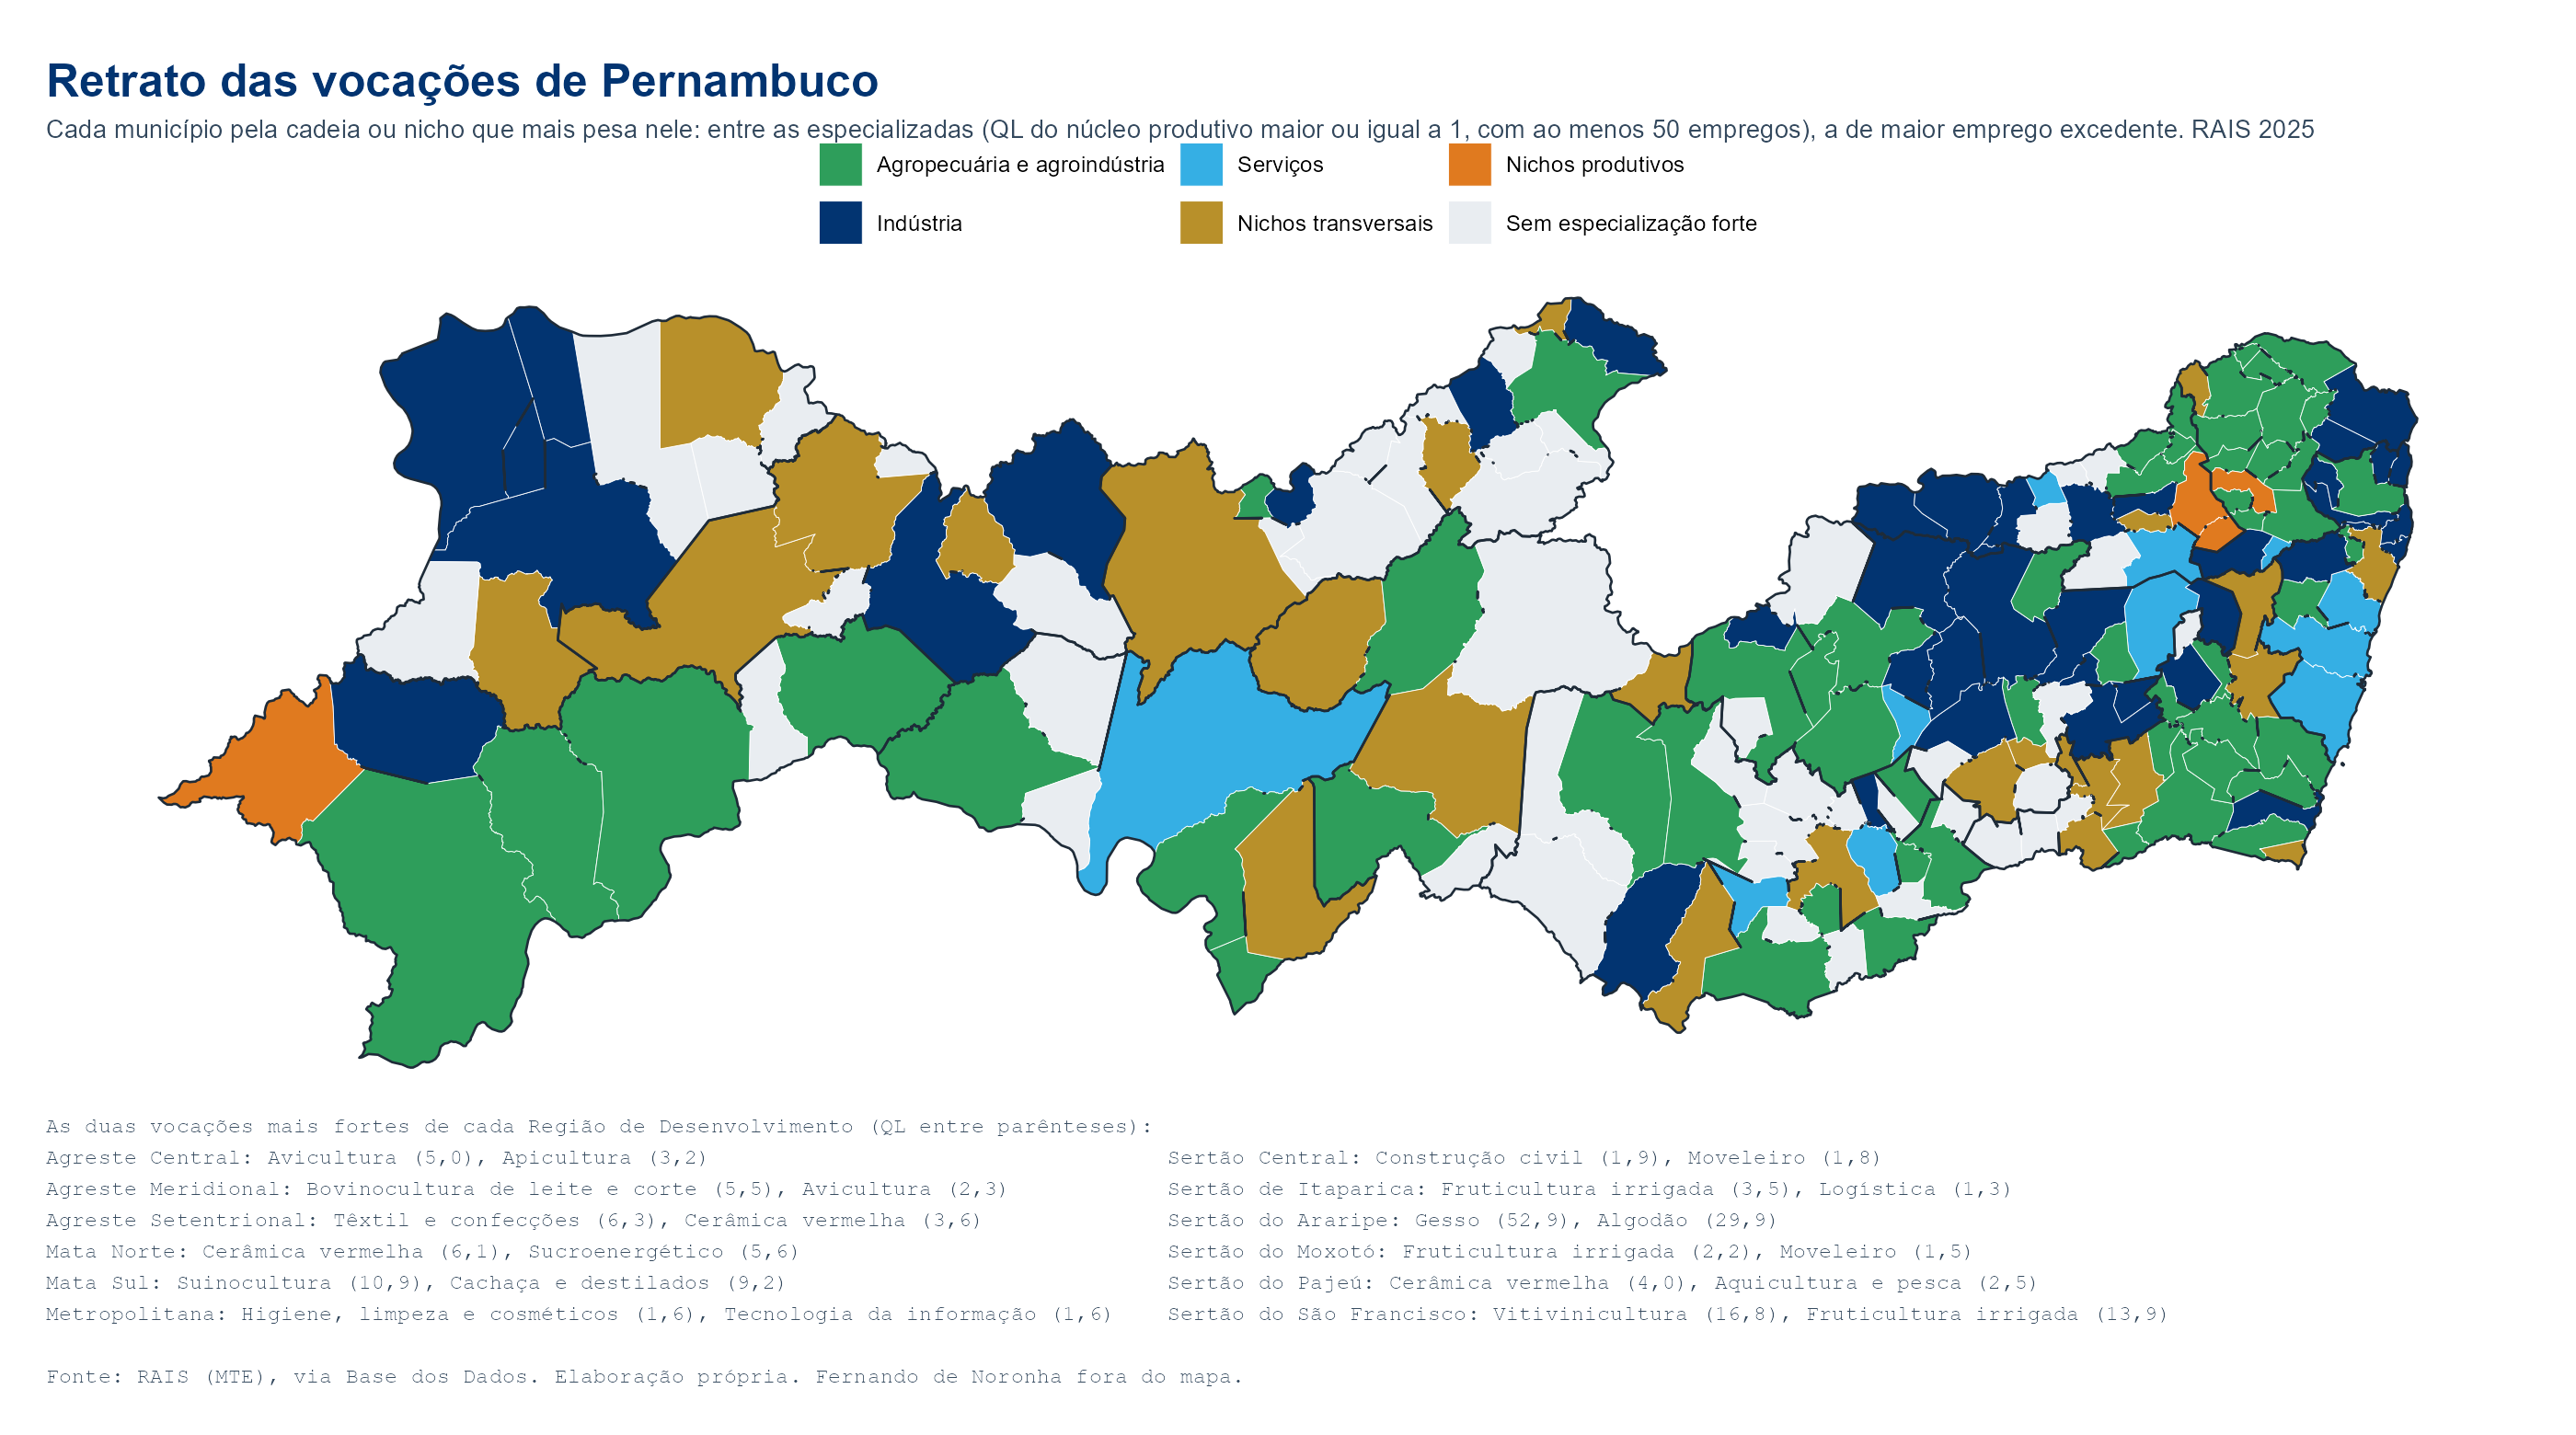 Retrato das vocações de Pernambuco
Cada município pela cadeia ou nicho que mais pesa nele: entre as especializadas (QL do núcleo produtivo maior ou igual a 1, com ao menos 50 empregos), a de maior emprego excedente. RAIS 2025
Agropecuária e agroindústria
Serviços
Nichos produtivos
Indústria
Nichos transversais
Sem especialização forte
As duas vocações mais fortes de cada Região de Desenvolvimento (QL entre parênteses):
Agreste Central: Avicultura (5,0), Apicultura (3,2)
Agreste Meridional: Bovinocultura de leite e corte (5,5), Avicultura (2,3)
Agreste Setentrional: Têxtil e confecções (6,3), Cerâmica vermelha (3,6)
Mata Norte: Cerâmica vermelha (6,1), Sucroenergético (5,6)
Mata Sul: Suinocultura (10,9), Cachaça e destilados (9,2)
Metropolitana: Higiene, limpeza e cosméticos (1,6), Tecnologia da informação (1,6)
Sertão Central: Construção civil (1,9), Moveleiro (1,8)
Sertão de Itaparica: Fruticultura irrigada (3,5), Logística (1,3)
Sertão do Araripe: Gesso (52,9), Algodão (29,9)
Sertão do Moxotó: Fruticultura irrigada (2,2), Moveleiro (1,5)
Sertão do Pajeú: Cerâmica vermelha (4,0), Aquicultura e pesca (2,5)
Sertão do São Francisco: Vitivinicultura (16,8), Fruticultura irrigada (13,9)
Fonte: RAIS (MTE), via Base dos Dados. Elaboração própria. Fernando de Noronha fora do mapa.